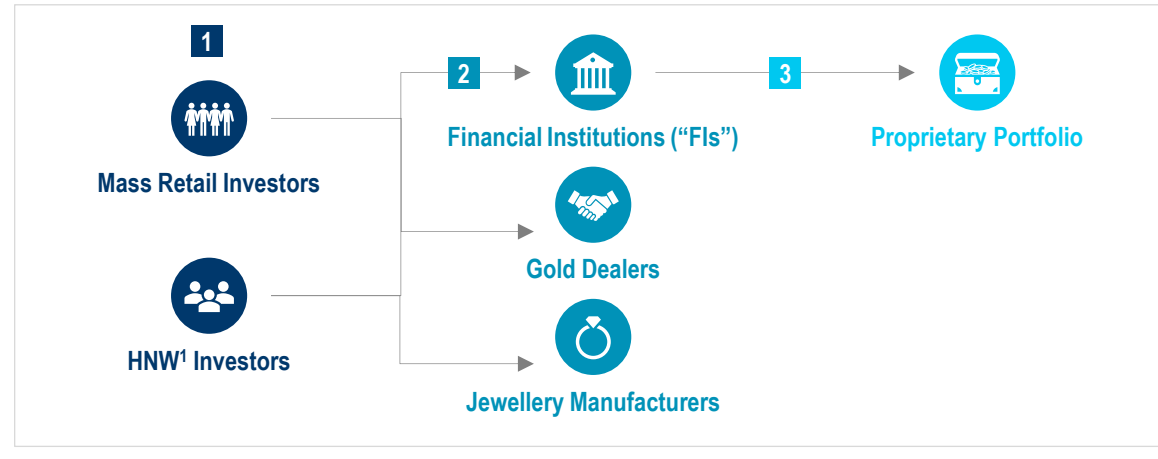 1
2
3
Financial Institutions (“FIs”)
Proprietary Portfolio
Mass Retail Investors
Gold Dealers
HNW¹ Investors
Jewellery Manufacturers